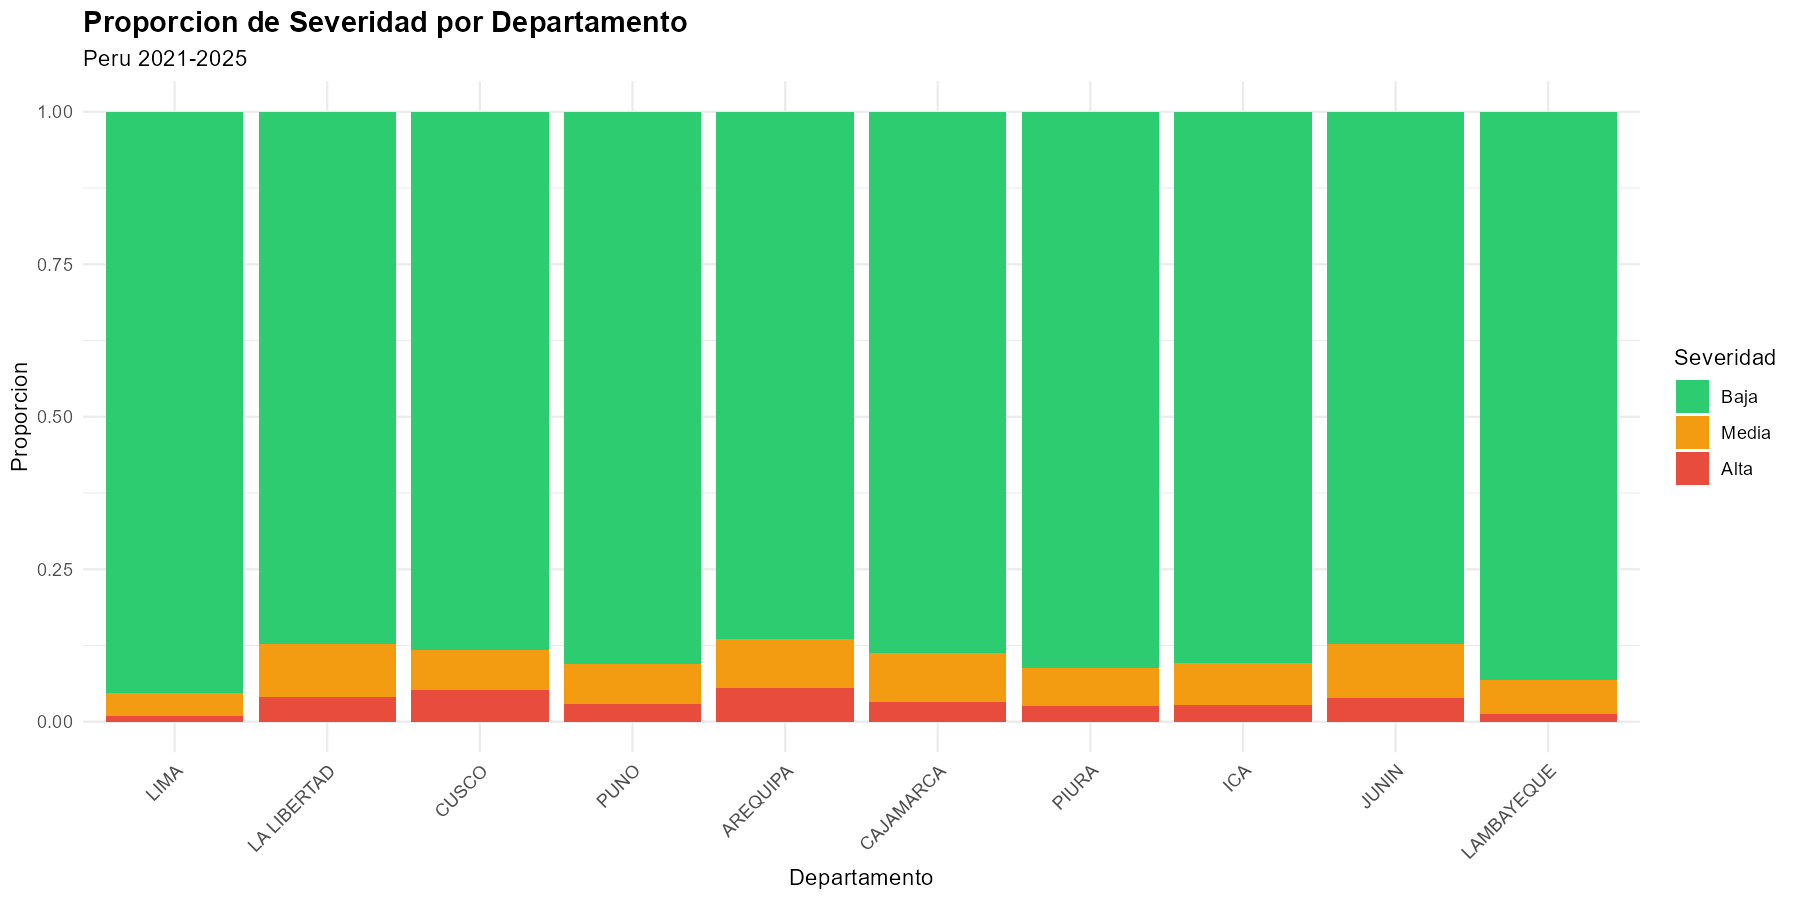 Proporcion de Severidad por Departamento
Peru 2021-2025
Proporcion
1.00
0.75
0.50
0.25
0.00
LIMA
LA LIBERTAD
CUSCO
PUNO
AREQUIPA
CAJAMARCA
PIURA
ICA
JUNIN
LAMBAYEQUE
Departamento
Severidad
Baja
Media
Alta